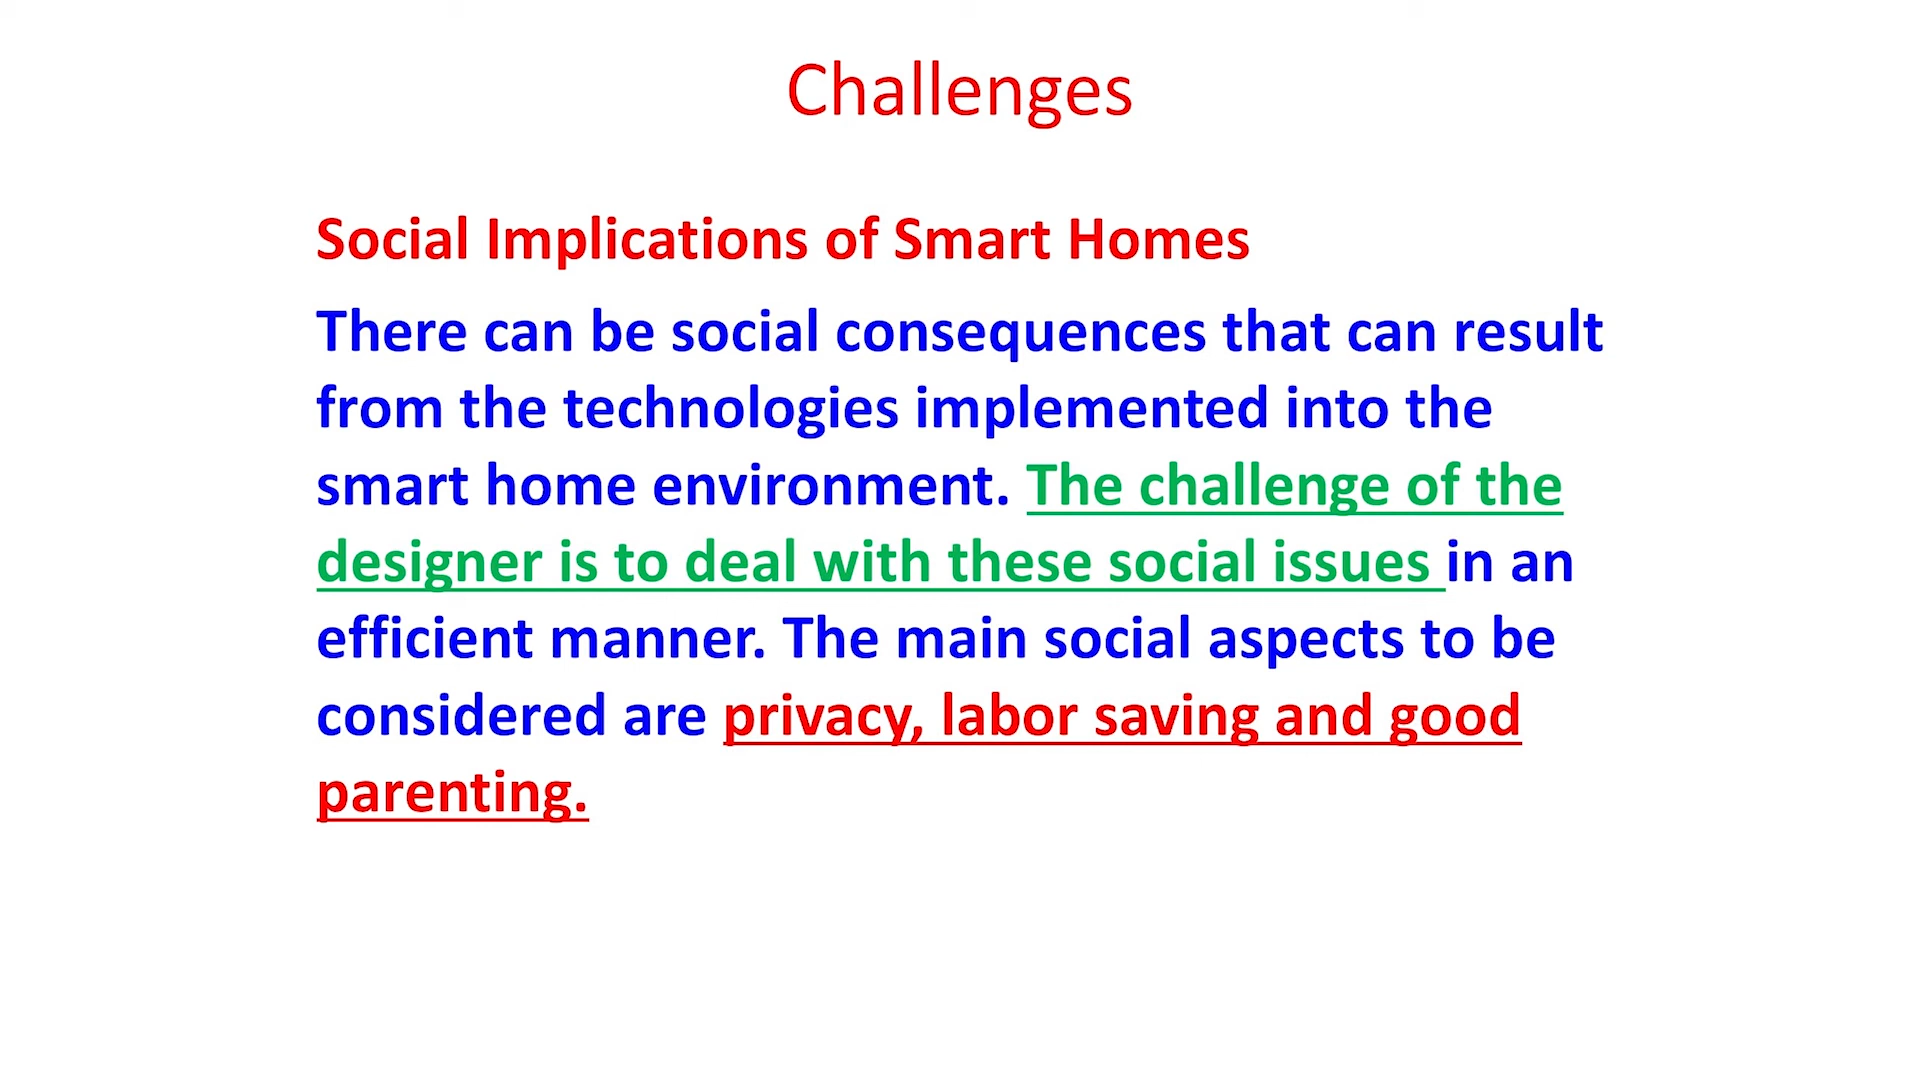 Challenges
Social Implications of Smart Homes
There can be social consequences that can result
from the technologies implemented into the
smart home environment. The challenge of the
designer is to deal with these social issues in an
efficient manner. The main social aspects to be
considered are privacy, labor saving and good
parenting.